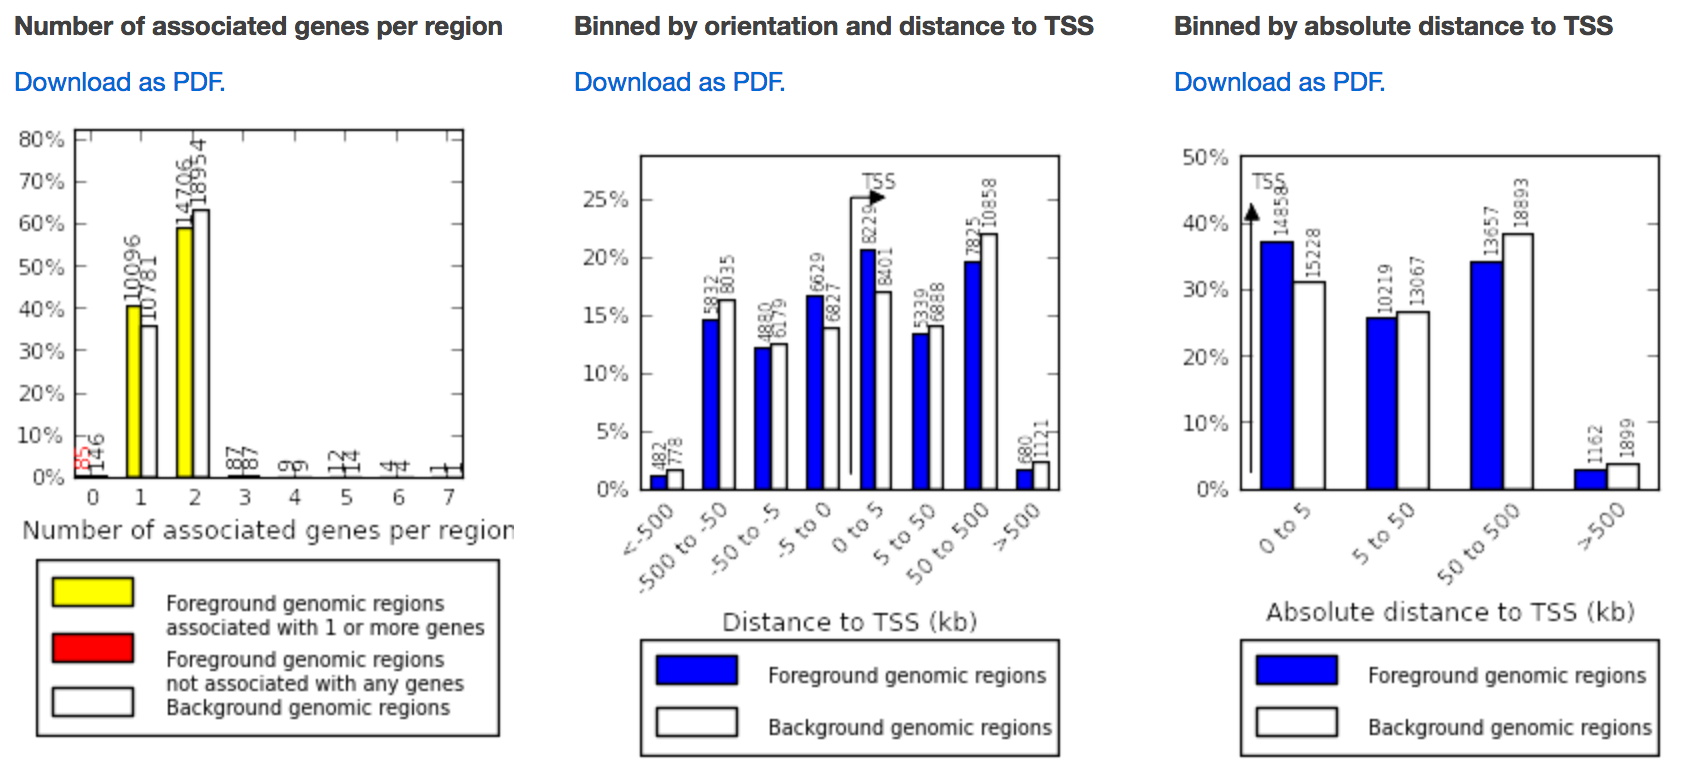 Number of associated genes per region
Download as PDF.
80%
70%
60%
50%
40%
30%
20%
10%
0%
85
146
10096
10781
14706
18954
87
87
9
9
12
14
4
4
1
1
0 1 2 3 4 5 6 7
Number of associated genes per region
Foreground genomic regions
associated with 1 or more genes
Foreground genomic regions
not associated with any genes
Background genomic regions
Binned by orientation and distance to TSS
Download as PDF.
25%
20%
15%
10%
5%
0%
TSS
482
778
5832
8035
4880
6179
6629
6827
8229
8401
5339
6888
7825
10858
680
1121
<-500
-500 to -50
-50 to -5
-5 to 0
0 to 5
5 to 50
50 to 500
>500
Distance to TSS (kb)
Foreground genomic regions
Background genomic regions
Binned by absolute distance to TSS
Download as PDF.
50%
40%
30%
20%
10%
0%
TSS
14858
15228
10219
13067
13657
18893
1162
1899
0 to 5
5 to 50
50 to 500
>500
Absolute distance to TSS (kb)
Foreground genomic regions
Background genomic regions